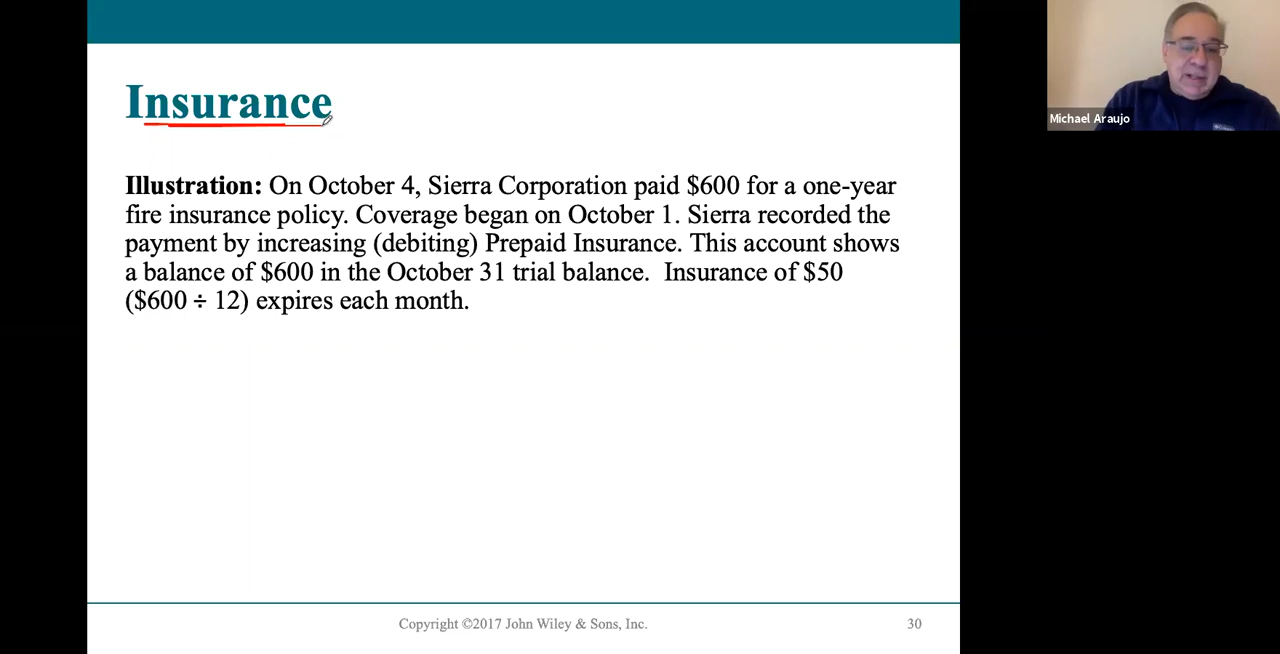 Insurance
Michael Araujo
Illustration: On October 4, Sierra Corporation paid $600 for a one-year
fire insurance policy. Coverage began on October 1. Sierra recorded the
payment by increasing (debiting) Prepaid Insurance. This account shows
a balance of $600 in the October 31 trial balance.  Insurance of $50
($600 ÷ 12) expires each month.
Copyright ©2017 John Wiley & Sons, Inc.
30